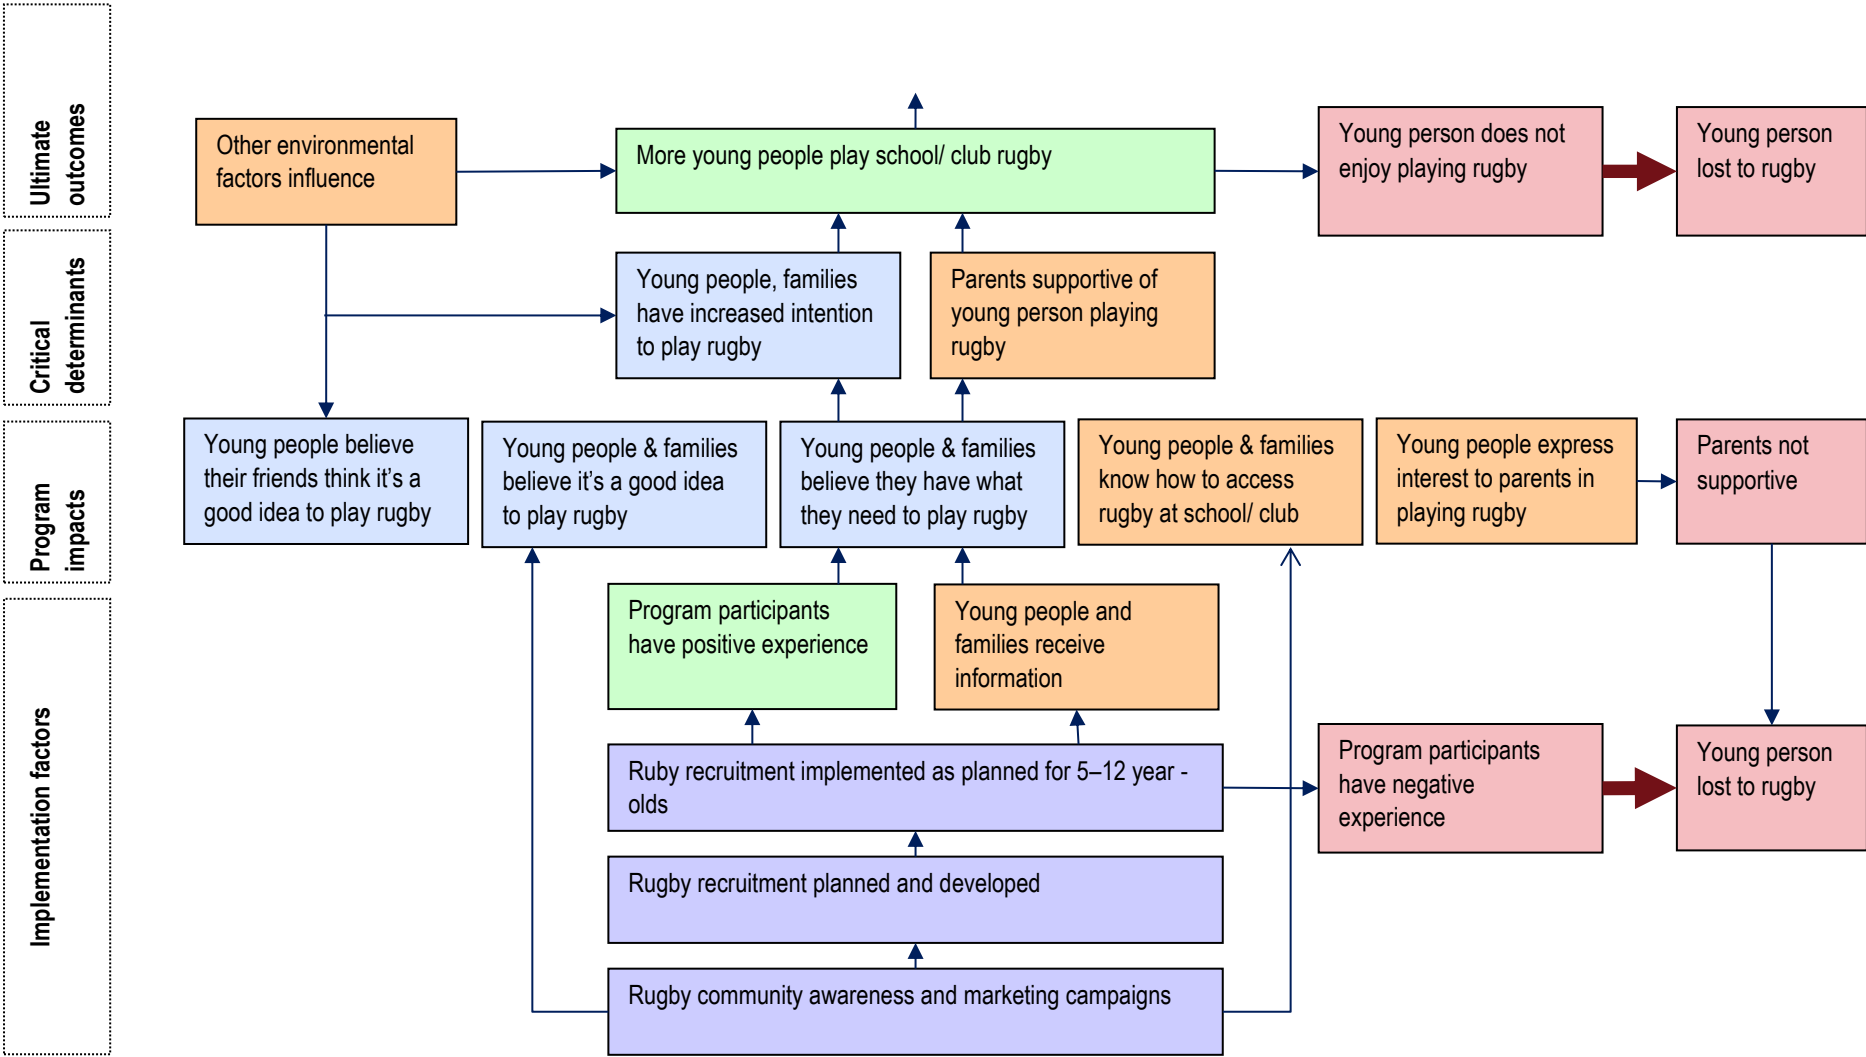 Ultimate
outcomes
Other environmental
factors influence
More young people play school/ club rugby
Young person does not
enjoy playing rugby
Young person
lost to rugby
Critical
determinants
Young people, families
have increased intention
to play rugby
Parents supportive of
young person playing
rugby
Program
impacts
Young people believe
their friends think it’s a
good idea to play rugby
Young people & families
believe it’s a good idea
to play rugby
Young people & families
believe they have what
they need to play rugby
Young people & families
know how to access
rugby at school/ club
Young people express
interest to parents in
playing rugby
Parents not
supportive
Implementation factors
Program participants
have positive experience
Young people and
families receive
information
Ruby recruitment implemented as planned for 5–12 year -
olds
Program participants
have negative
experience
Young person
lost to rugby
Rugby recruitment planned and developed
Rugby community awareness and marketing campaigns